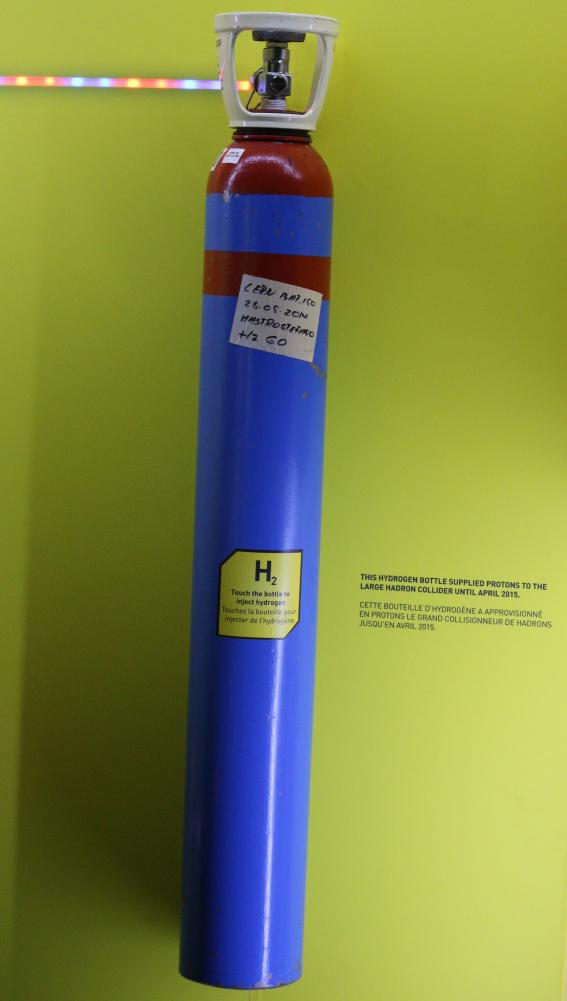 CERN BAT.150
28.05.2014
MASTROSTEFANO
H2 60
H2
Touch the bottle to
inject hydrogen
Touchez la bouteille pour
injecter de l'hydrogène
THIS HYDROGEN BOTTLE SUPPLIED PROTONS TO THE
LARGE HADRON COLLIDER UNTIL APRIL 2015.
CETTE BOUTEILLE D'HYDROGÈNE A APPROVISIONNÉ
EN PROTONS LE GRAND COLLISIONNEUR DE HADRONS
JUSQU'EN AVRIL 2015.